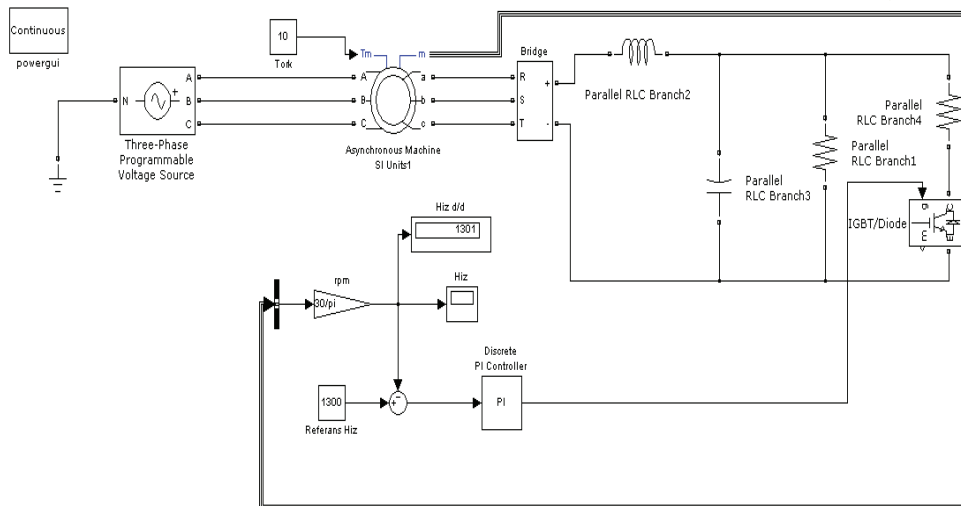 Continuous
powergui
10
Tork
Tm
m
A
B
C
N
+
A
B
C
a
b
c
Three-Phase
Programmable
Voltage Source
Asynchronous Machine
SI Units1
Bridge
R
S
T
+
-
Parallel RLC Branch2
Parallel
RLC Branch3
Parallel
RLC Branch1
Parallel
RLC Branch4
IGBT/Diode
g
C
m
E
Hiz d/d
1301
rpm
30/pi
Hiz
Discrete
PI Controller
PI
1300
Referans Hiz
+
-